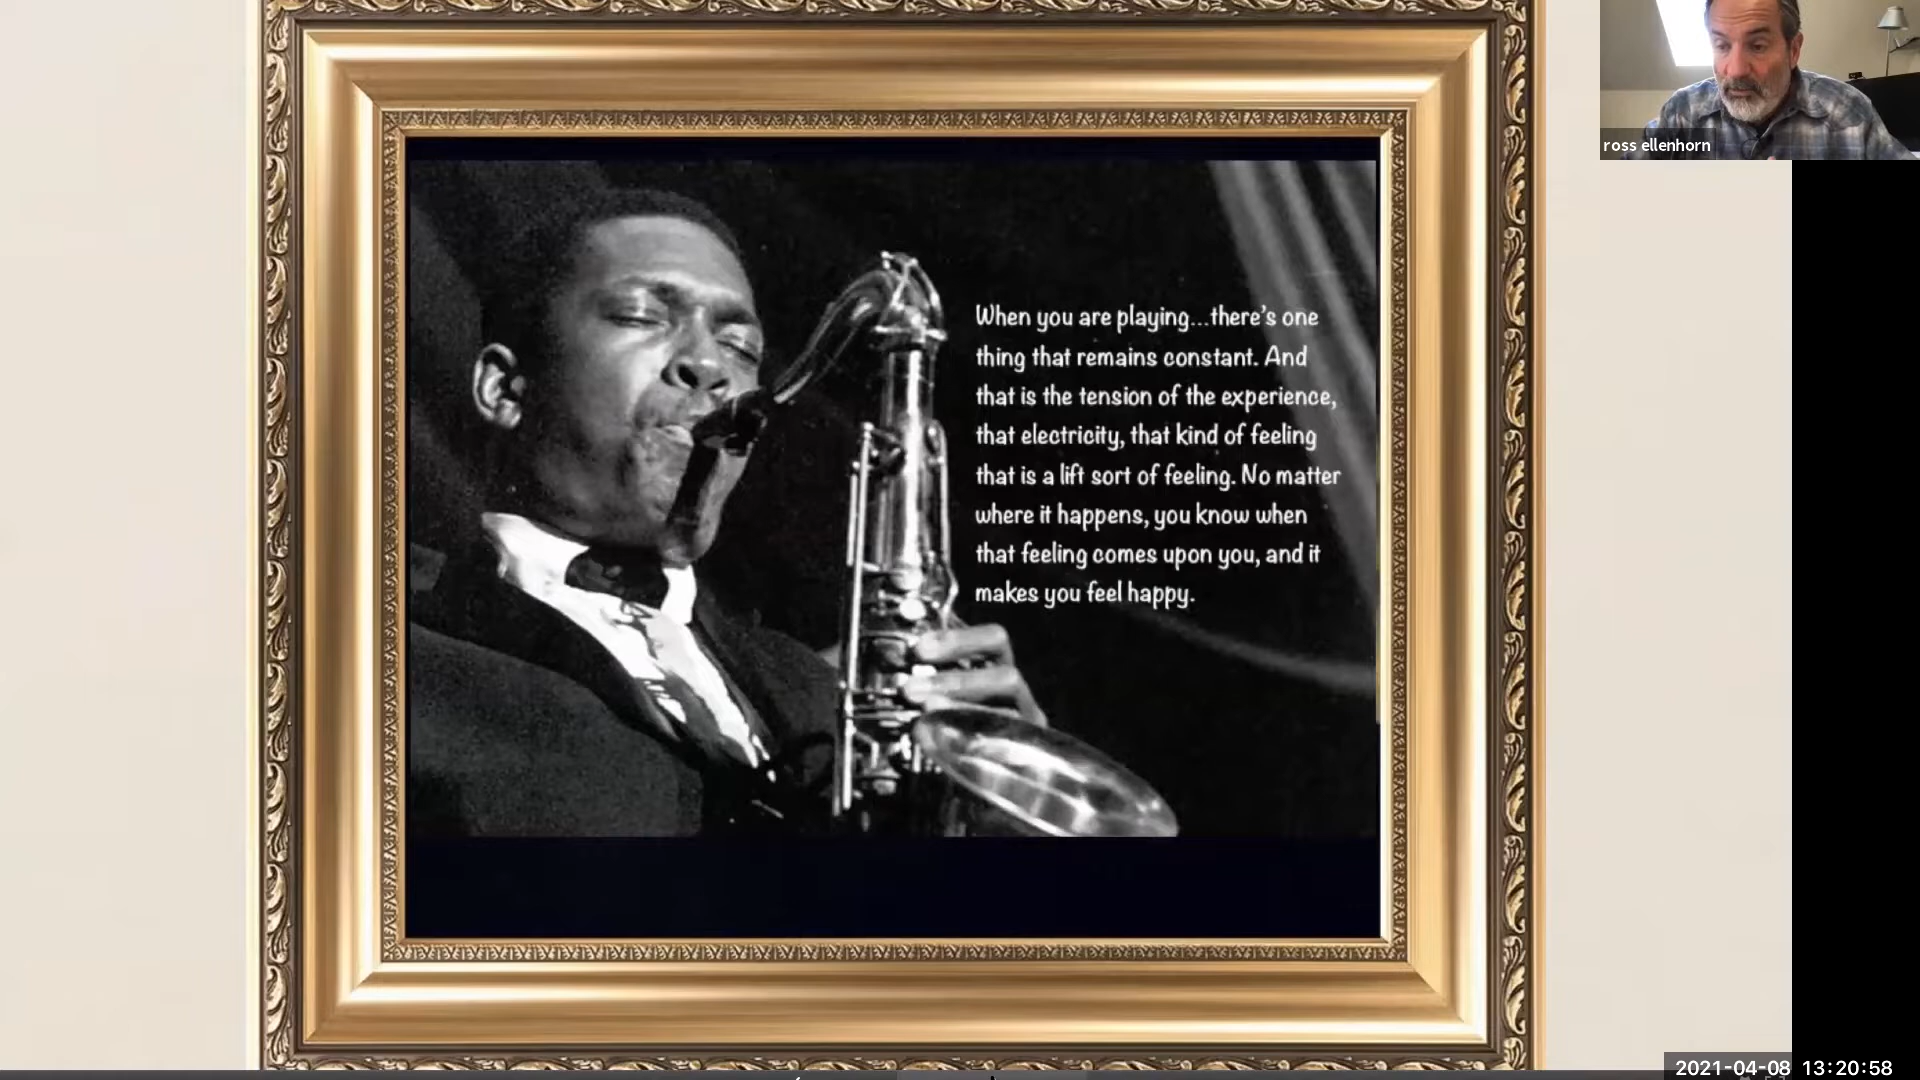 ross ellenhorn
When you are playing...there's one
thing that remains constant. And
that is the tension of the experience,
that electricity, that kind of feeling
that is a lift sort of feeling. No matter
where it happens, you know when
that feeling comes upon you, and it
makes you feel happy.
2021-04-08 13:20:58